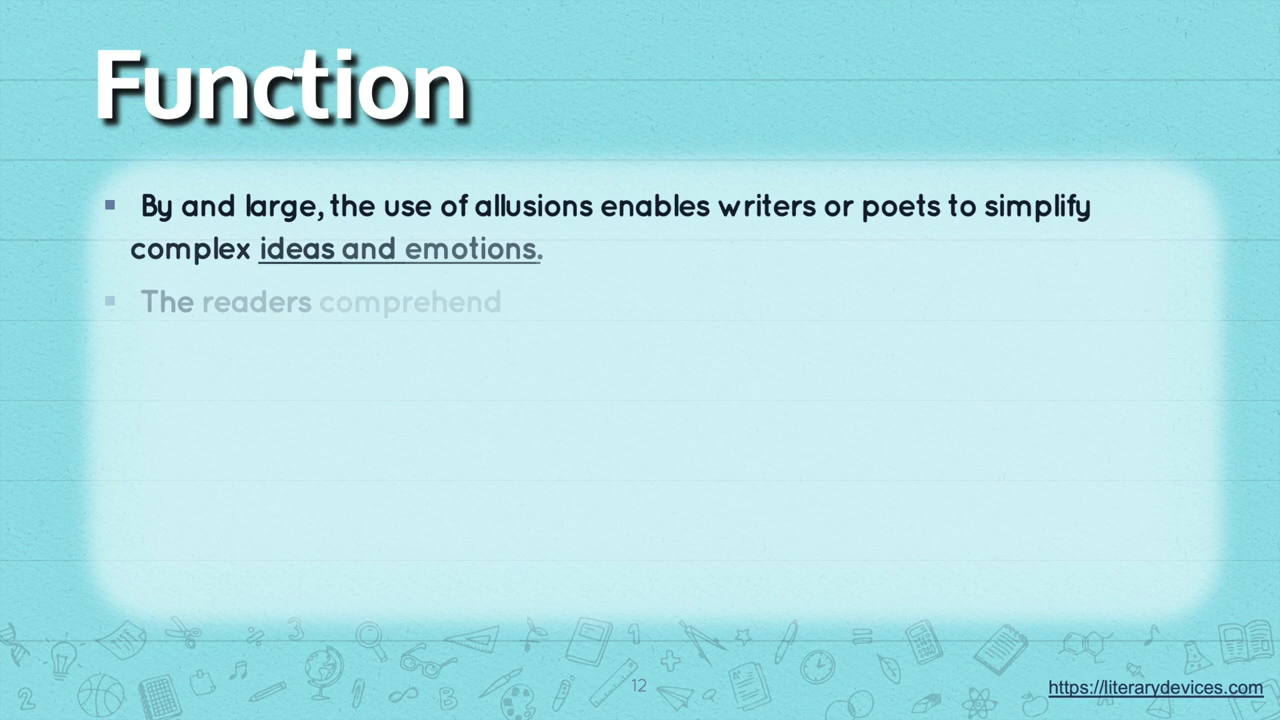 Function
▪ By and large, the use of allusions enables writers or poets to simplify
complex ideas and emotions.
▪ The readers comprehend
12
https://literarydevices.com